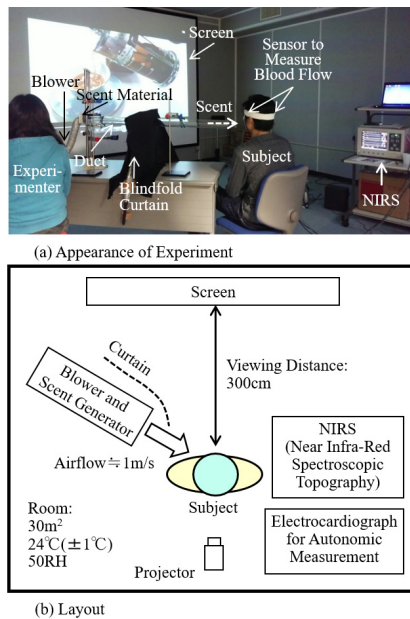 Screen
Sensor to
Measure
Blood Flow
Blower
Scent Material
Scent
Experi-
menter
Duet
Blindfold
Curtain
Subject
NIRS
(a) Appearance of Experiment
Screen
Curtain
Viewing Distance:
300cm
Blower and
Scent Generator
NIRS
(Near Infra-Red
Spectroscopic
Topography)
Airflow≒1m/s
Subject
Room:
30m²
24℃(±1℃)
50RH
Electrocardiograph
for Autonomic
Measurement
Projector
(b) Layout